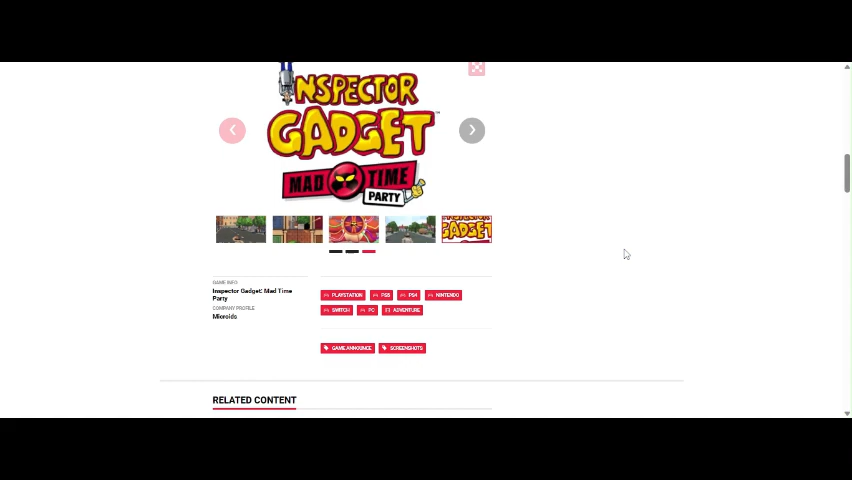 INSPECTOR
GADGET™
MAD TIME
PARTY
GADGET
GAME INFO
Inspector Gadget: Mad Time
Party
COMPANY PROFILE
Microids
PLAYSTATION PS5 PS4 NINTENDO
SWITCH PC ADVENTURE
GAME ANNOUNCE SCREENSHOTS
RELATED CONTENT